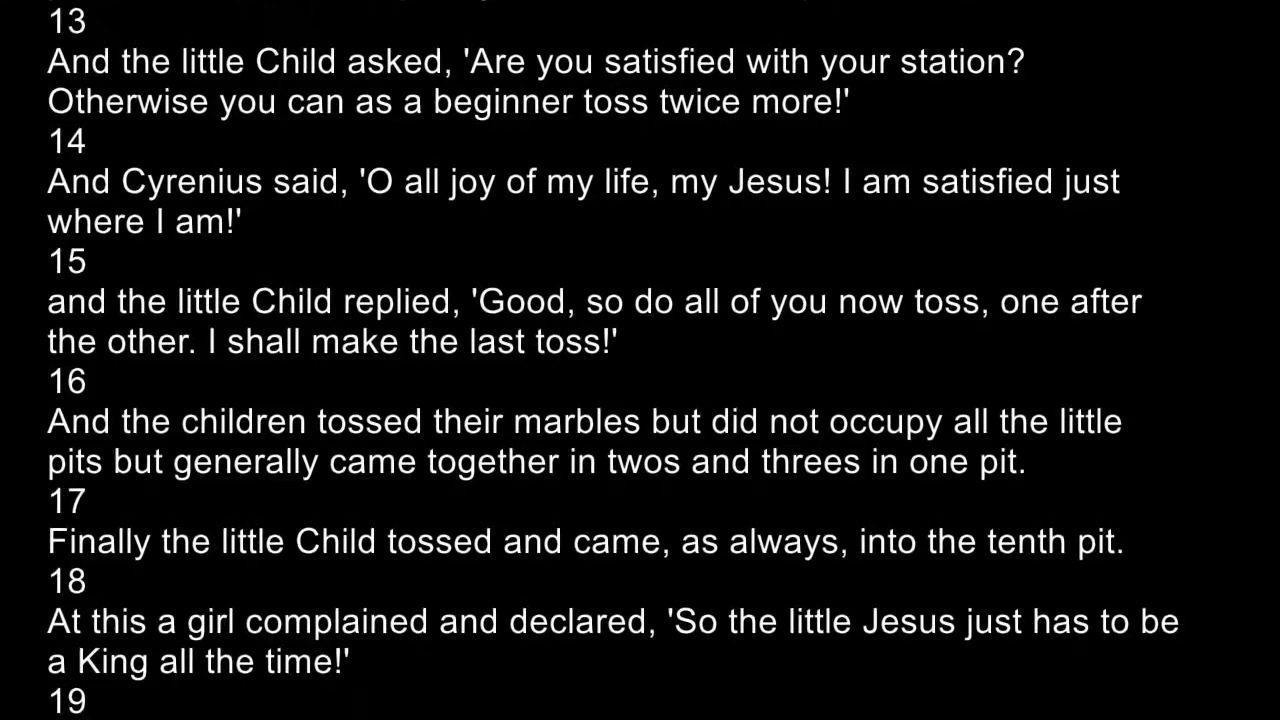 13
And the little Child asked, 'Are you satisfied with your station?
Otherwise you can as a beginner toss twice more!'
14
And Cyrenius said, 'O all joy of my life, my Jesus! I am satisfied just
where I am!'
15
and the little Child replied, 'Good, so do all of you now toss, one after
the other. I shall make the last toss!'
16
And the children tossed their marbles but did not occupy all the little
pits but generally came together in twos and threes in one pit.
17
Finally the little Child tossed and came, as always, into the tenth pit.
18
At this a girl complained and declared, 'So the little Jesus just has to be
a King all the time!'
19